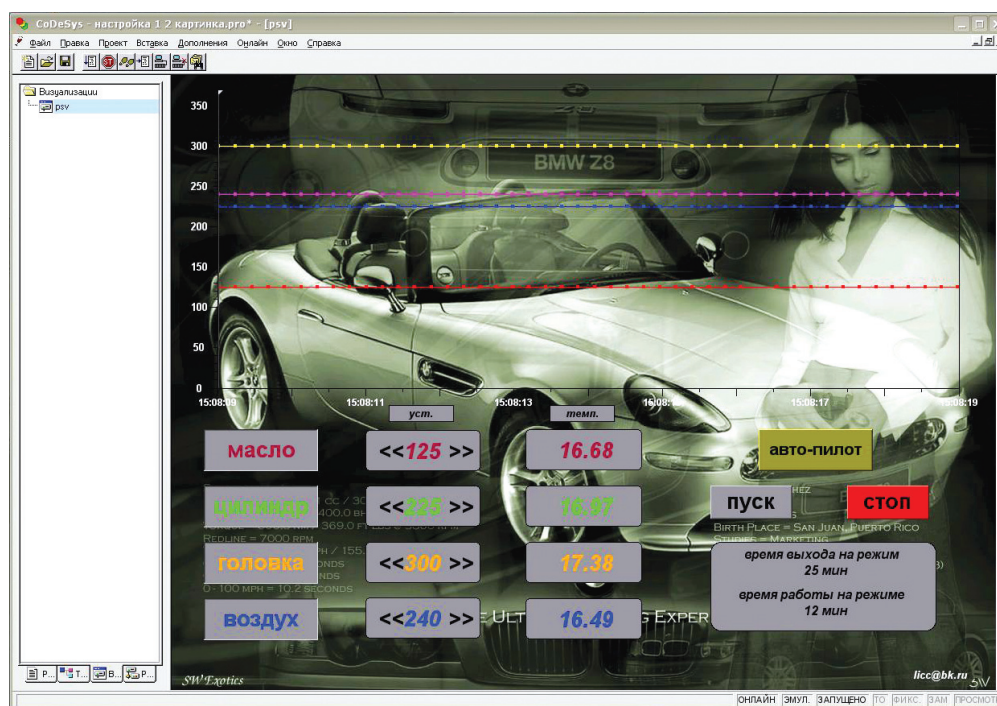 CoDeSys - настройка 1 2 картинка.pro* - [psv]
Файл Правка Проект Вставка Дополнения Онлайн Окно Справка
Визуализации
psv
350
300
250
200
150
100
50
0
BMW Z8
15:08:09 15:08:11 15:08:13 15:08:17 15:08:19
уст. темп.
масло <<125 >> 16.68 авто-пилот
цилиндр <<225 >> 16.97 пуск стоп
головка <<300 >> 17.38
воздух <<240 >> 16.49
Birth Place = San Juan, Puerto Rico
Studies = Marketing
Redline = 7000 rpm
0 - 100 mph = 10.2 seconds
время выхода на режим
25 мин
время работы на режиме
12 мин
SW Exotics
licc@bk.ru
SW
Р... Т... В... Р...
ОНЛАЙН ЭМУЛ. ЗАПУЩЕНО ТО ФИКС. ЗАМ ПРОСМОТ